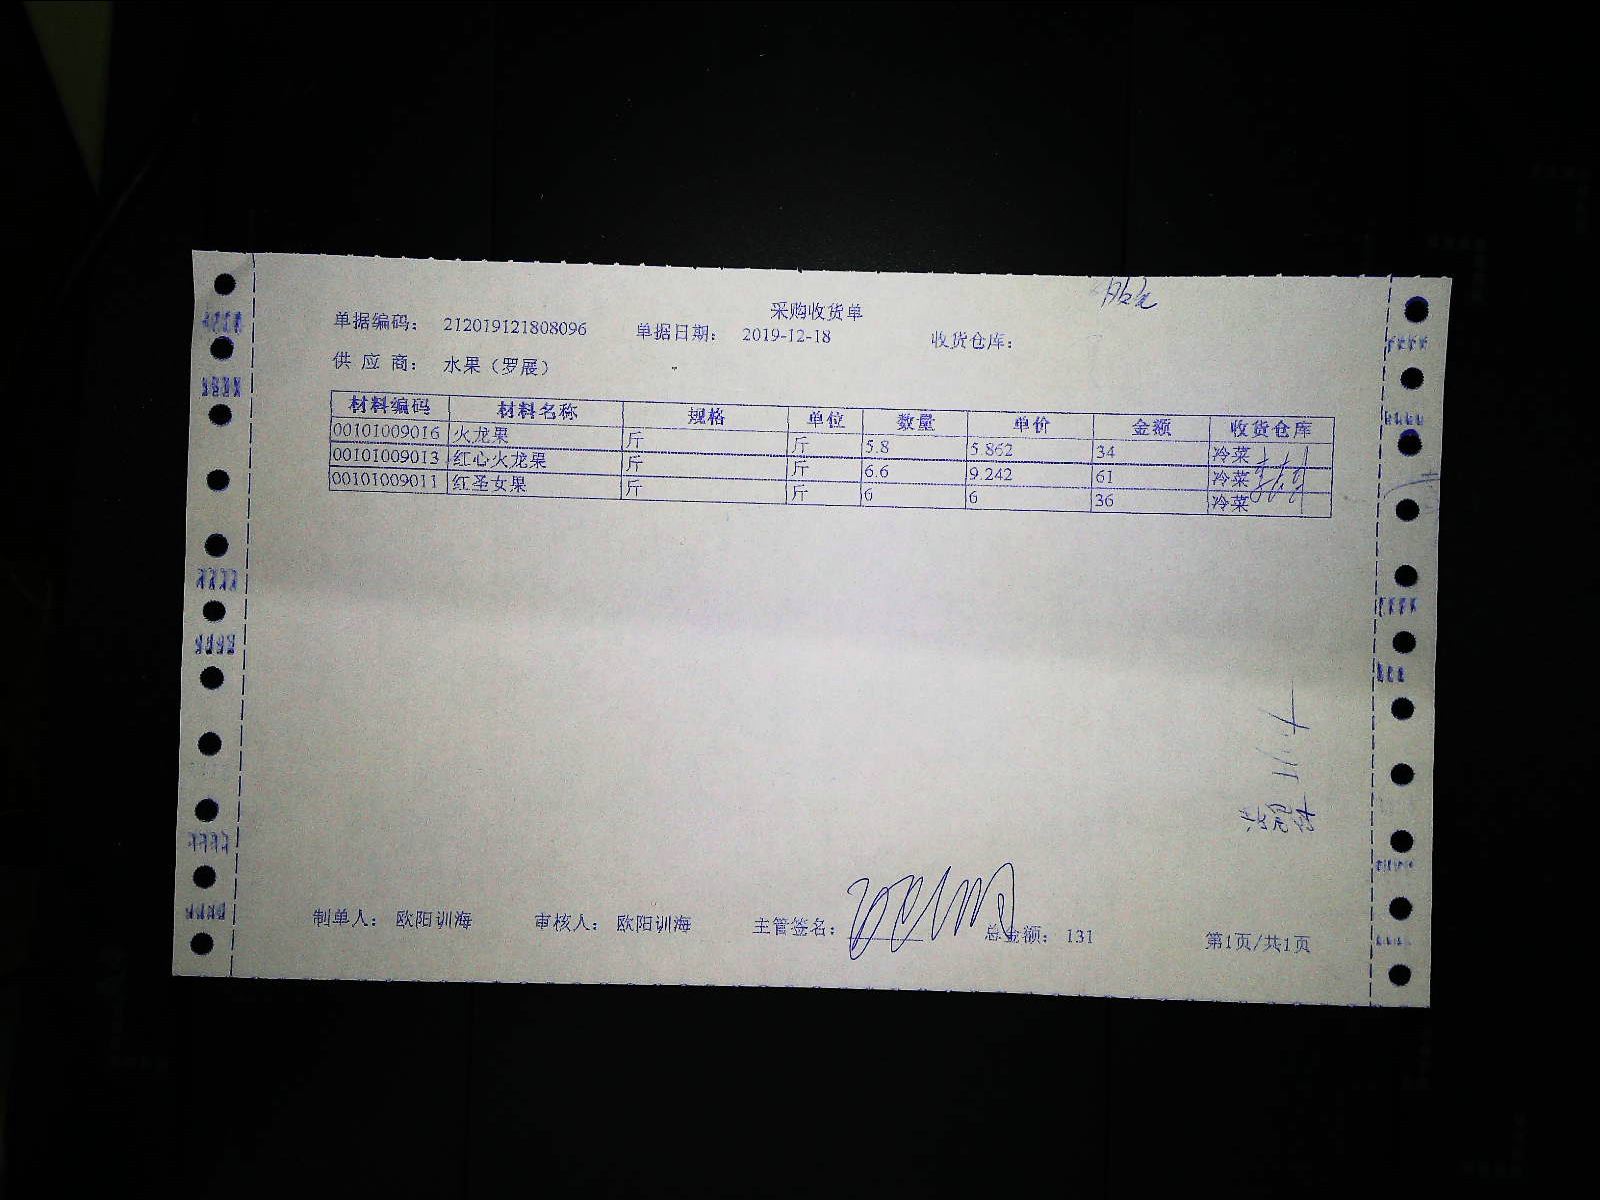 采购收货单
单据编码： 212019121808096 单据日期： 2019-12-18 收货仓库：
供 应 商： 水果（罗展）
材料编码 材料名称 规格 单位 数量 单价 金额 收货仓库
00101009016 火龙果 斤 斤 5.8 5.862 34 冷菜
00101009013 红心火龙果 斤 斤 6.6 9.242 61 冷菜
00101009011 红圣女果 斤 斤 6 6 36 冷菜
制单人： 欧阳训海 审核人： 欧阳训海 主管签名： 总金额： 131 第1页/共1页